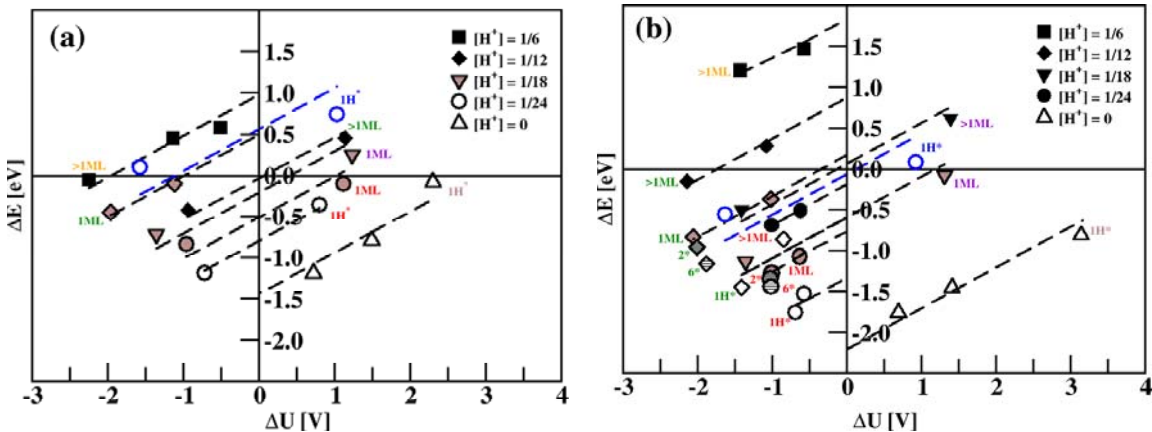 (a)
[H+] = 1/6
[H+] = 1/12
[H+] = 1/18
[H+] = 1/24
[H+] = 0
1.5
1.0
0.5
0.0
-0.5
-1.0
-1.5
-2.0
ΔE [eV]
-3 -2 -1 0 1 2 3 4
ΔU [V]
1H*
>1ML
>1ML
1ML
1ML
1ML
1H*
1H*
(b)
[H+] = 1/6
[H+] = 1/12
[H+] = 1/18
[H+] = 1/24
[H+] = 0
1.5
1.0
0.5
0.0
-0.5
-1.0
-1.5
-2.0
ΔE [eV]
-3 -2 -1 0 1 2 3 4
ΔU [V]
>1ML
>1ML
1H*
>1ML
1ML
1ML
>1ML
2*
6*
1ML
2*
6*
1H*
1H*
1H*